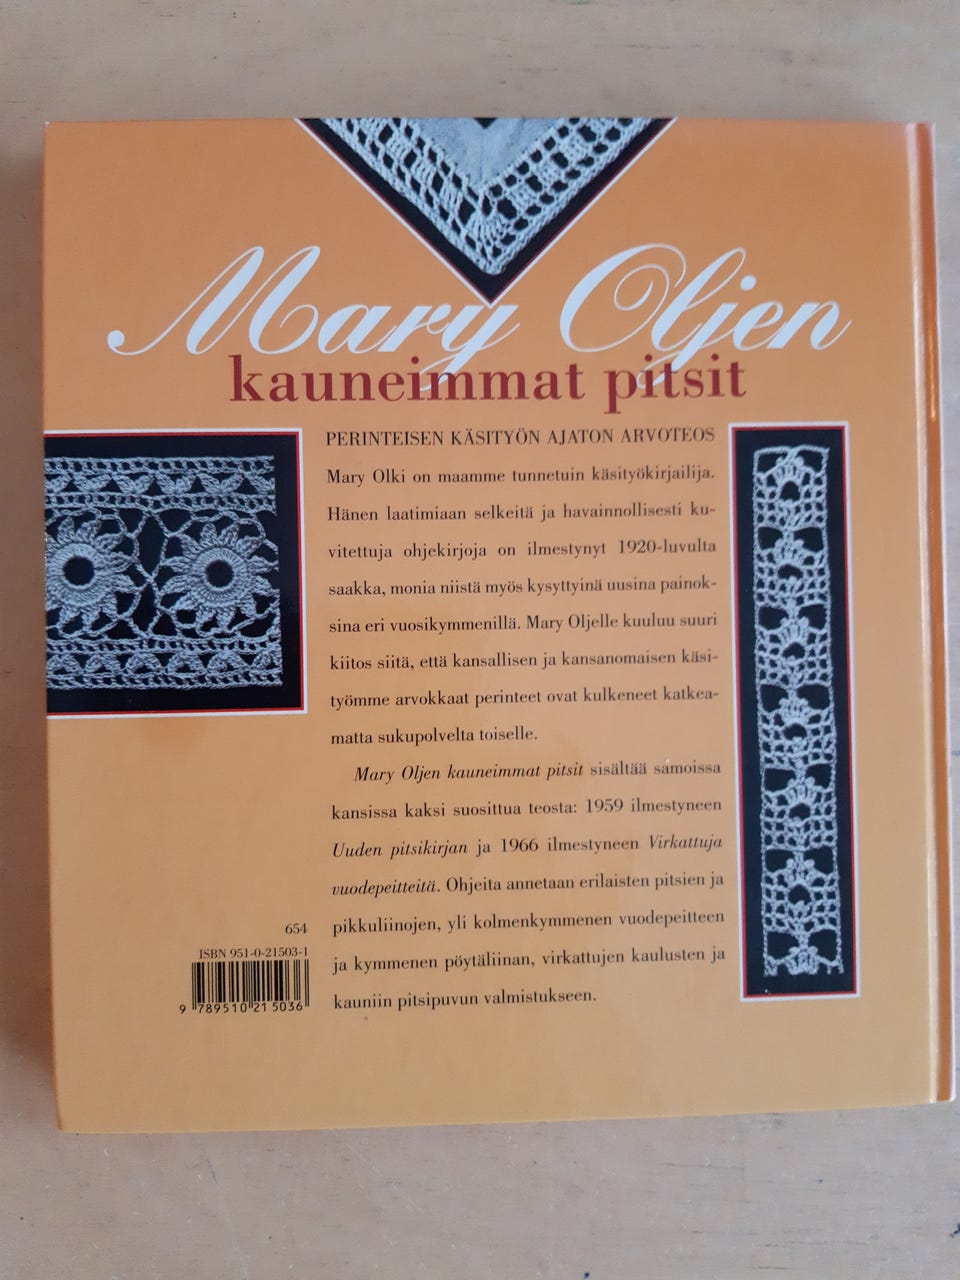 Mary Oljen
kauneimmat pitsit
PERINTEISEN KÄSITYÖN AJATON ARVOTEOS
Mary Olki on maamme tunnetuin käsityökirjailija.
Hänen laatimiaan selkeitä ja havainnollisesti ku-
vitettuja ohjekirjoja on ilmestynyt 1920-luvulta
saakka, monia niistä myös kysyttyinä uusina painok-
sina eri vuosikymmenillä. Mary Oljelle kuuluu suuri
kiitos siitä, että kansallisen ja kansanomaisen käsi-
työmme arvokkaat perinteet ovat kulkeneet katkea-
matta sukupolvelta toiselle.
Mary Oljen kauneimmat pitsit sisältää samoissa
kansissa kaksi suosittua teosta: 1959 ilmestyneen
Uuden pitsikirjan ja 1966 ilmestyneen Virkattuja
vuodepeitteitä. Ohjeita annetaan erilaisten pitsien ja
pikkuliinojen, yli kolmenkymmenen vuodepeitteen
ja kymmenen pöytäliinan, virkattujen kaulusten ja
kauniin pitsipuvun valmistukseen.
654
ISBN 951-0-21503-1
9 789510 215036